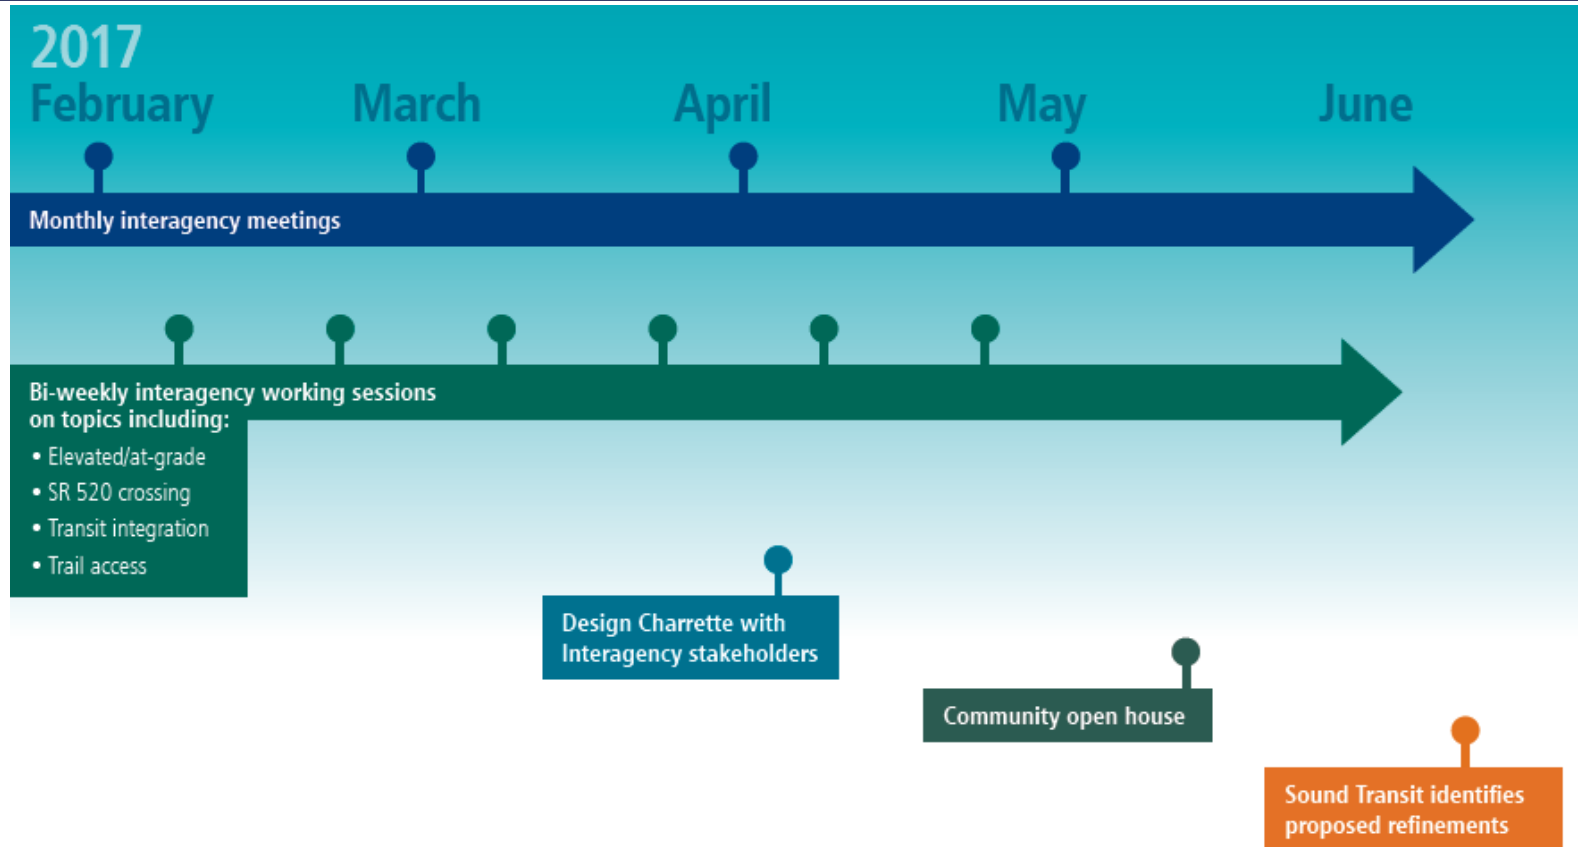 2017
February March April May June
Monthly interagency meetings
Bi-weekly interagency working sessions
on topics including:
• Elevated/at-grade
• SR 520 crossing
• Transit integration
• Trail access
Design Charrette with
Interagency stakeholders
Community open house
Sound Transit identifies
proposed refinements